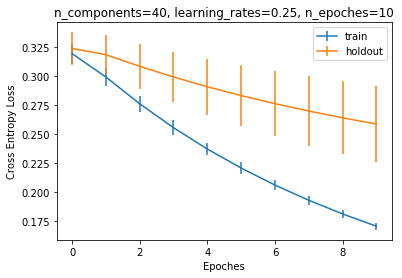 n_components=40, learning_rates=0.25, n_epoches=10
train
holdout
Cross Entropy Loss
0.325
0.300
0.275
0.250
0.225
0.200
0.175
0 2 4 6 8
Epoches